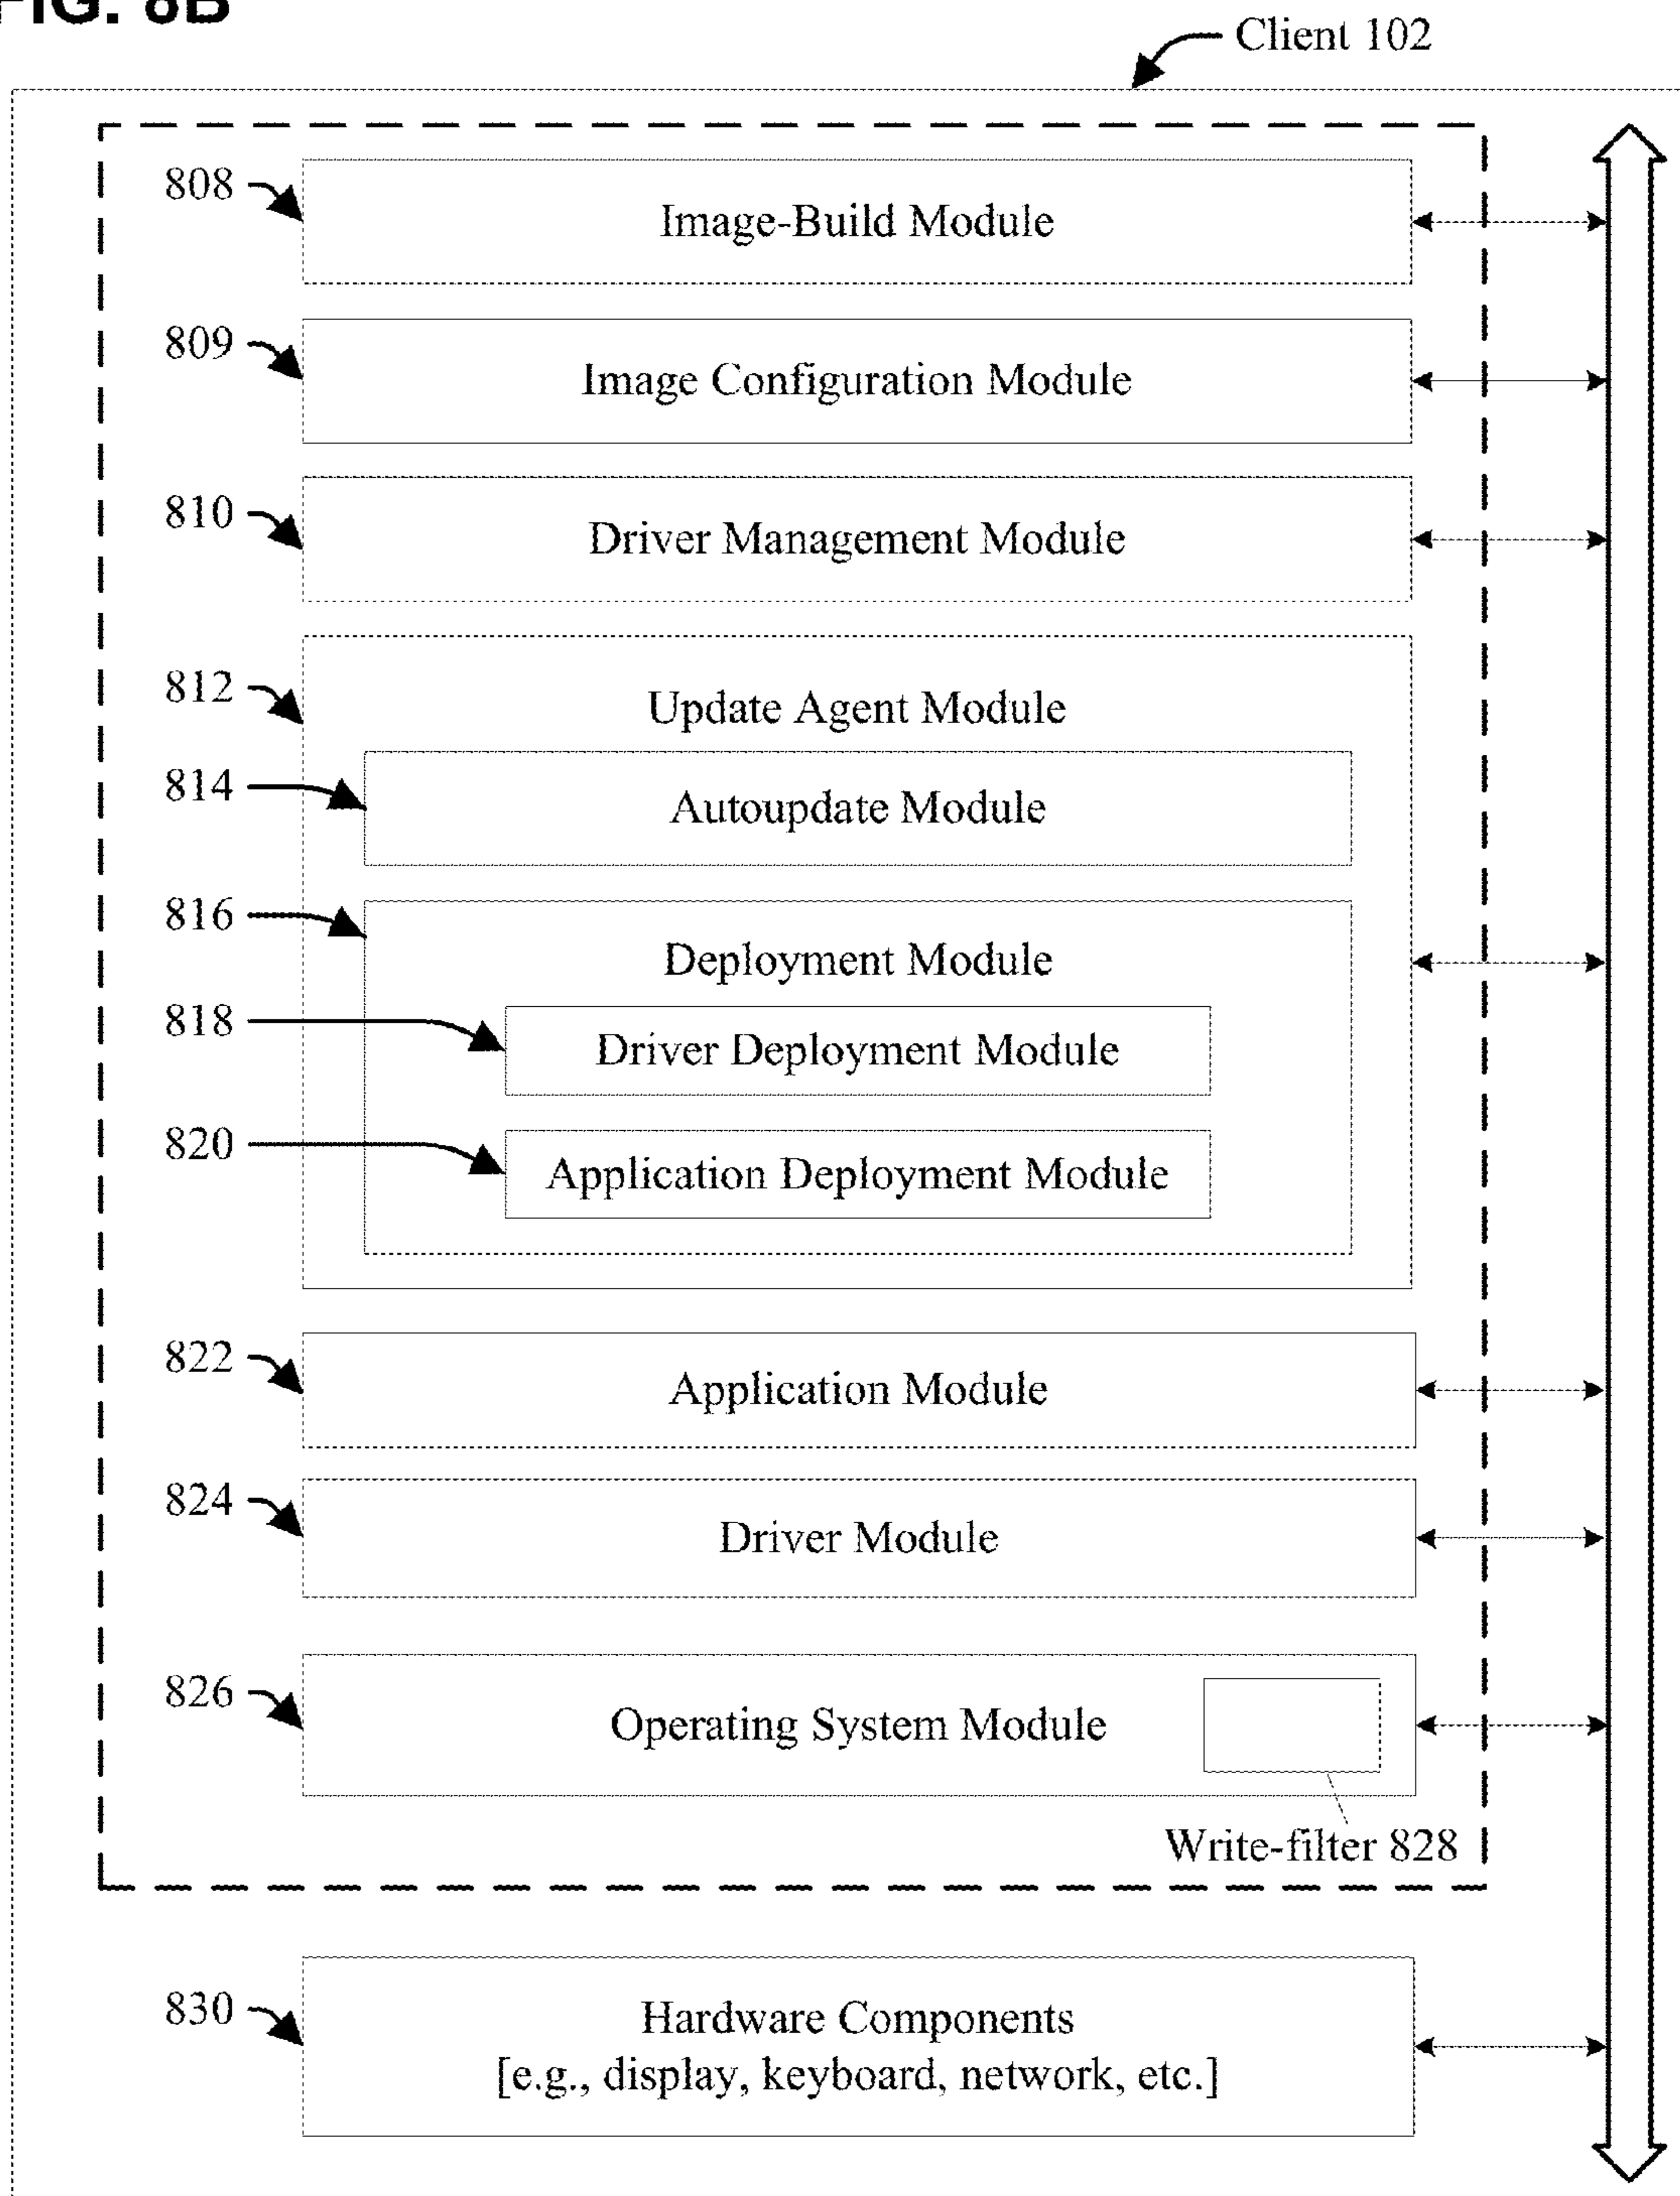 FIG. 8B
Client 102
808
Image-Build Module
809
Image Configuration Module
810
Driver Management Module
812
Update Agent Module
814
Autoupdate Module
816
Deployment Module
818
Driver Deployment Module
820
Application Deployment Module
822
Application Module
824
Driver Module
826
Operating System Module
Write-filter 828
830
Hardware Components
[e.g., display, keyboard, network, etc.]